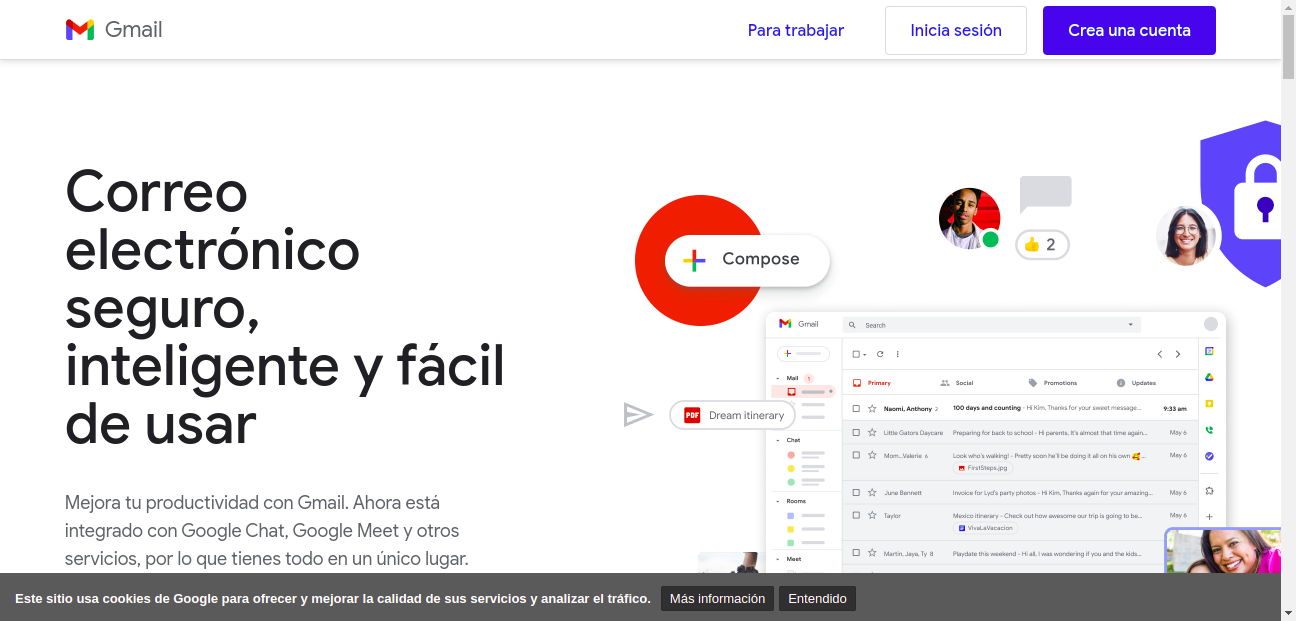 Gmail
Para trabajar
Inicia sesión
Crea una cuenta
Correo
electrónico
seguro,
inteligente y fácil
de usar
Mejora tu productividad con Gmail. Ahora está
integrado con Google Chat, Google Meet y otros
servicios, por lo que tienes todo en un único lugar.
Compose
2
PDF Dream itinerary
Gmail
Search
Mail 1
Chat
Rooms
Meet
Primary Social Promotions Updates
Naomi, Anthony 2 100 days and counting - Hi Kim, Thanks for your sweet message... 9:33 am
Little Gators Daycare Preparing for back to school - Hi parents, It's almost that time again... May 6
Mom...Valerie 6 Look who's walking! - Pretty soon he'll be doing it all on his own 🥰 ... May 6
FirstSteps.jpg
June Bennett Invoice for Lyd's party photos - Hi Kim, Thanks again for your amazing... May 6
Taylor Mexico itinerary - Check out how awesome our trip is going to be... May 6
VivaLaVacacion
Martin, Jaya, Ty 8 Playdate this weekend - Hi all, I was wondering if you and the kids...
Este sitio usa cookies de Google para ofrecer y mejorar la calidad de sus servicios y analizar el tráfico. Más información Entendido